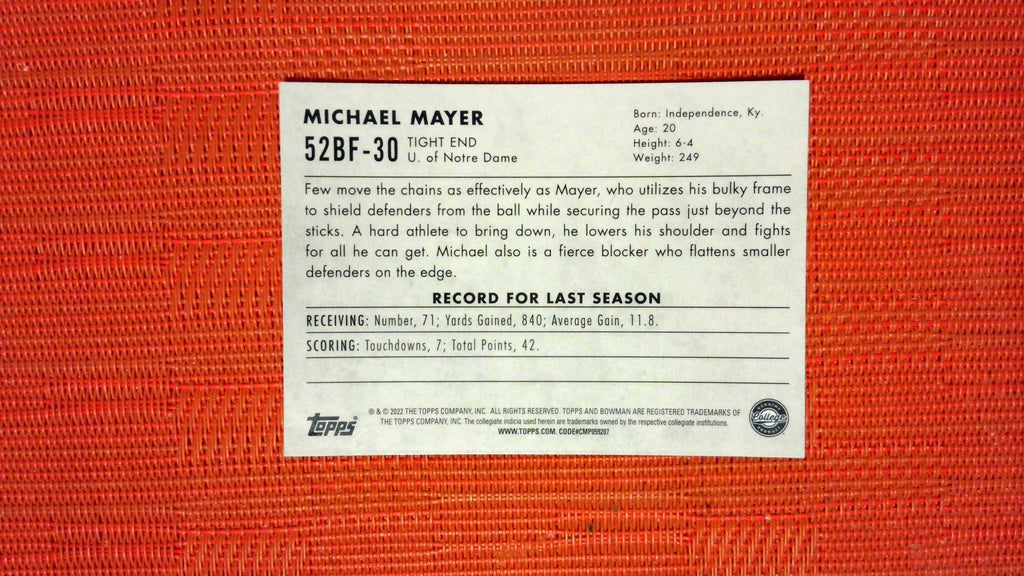 MICHAEL MAYER
52BF-30 TIGHT END
U. of Notre Dame
Born: Independence, Ky.
Age: 20
Height: 6-4
Weight: 249
Few move the chains as effectively as Mayer, who utilizes his bulky frame
to shield defenders from the ball while securing the pass just beyond the
sticks. A hard athlete to bring down, he lowers his shoulder and fights
for all he can get. Michael also is a fierce blocker who flattens smaller
defenders on the edge.
RECORD FOR LAST SEASON
RECEIVING: Number, 71; Yards Gained, 840; Average Gain, 11.8.
SCORING: Touchdowns, 7; Total Points, 42.
Topps
® & © 2022 THE TOPPS COMPANY, INC. ALL RIGHTS RESERVED. TOPPS AND BOWMAN ARE REGISTERED TRADEMARKS OF
THE TOPPS COMPANY, INC. The collegiate indicia used herein are trademarks owned by the respective collegiate institutions.
WWW.TOPPS.COM. CODE#CMP059207
College